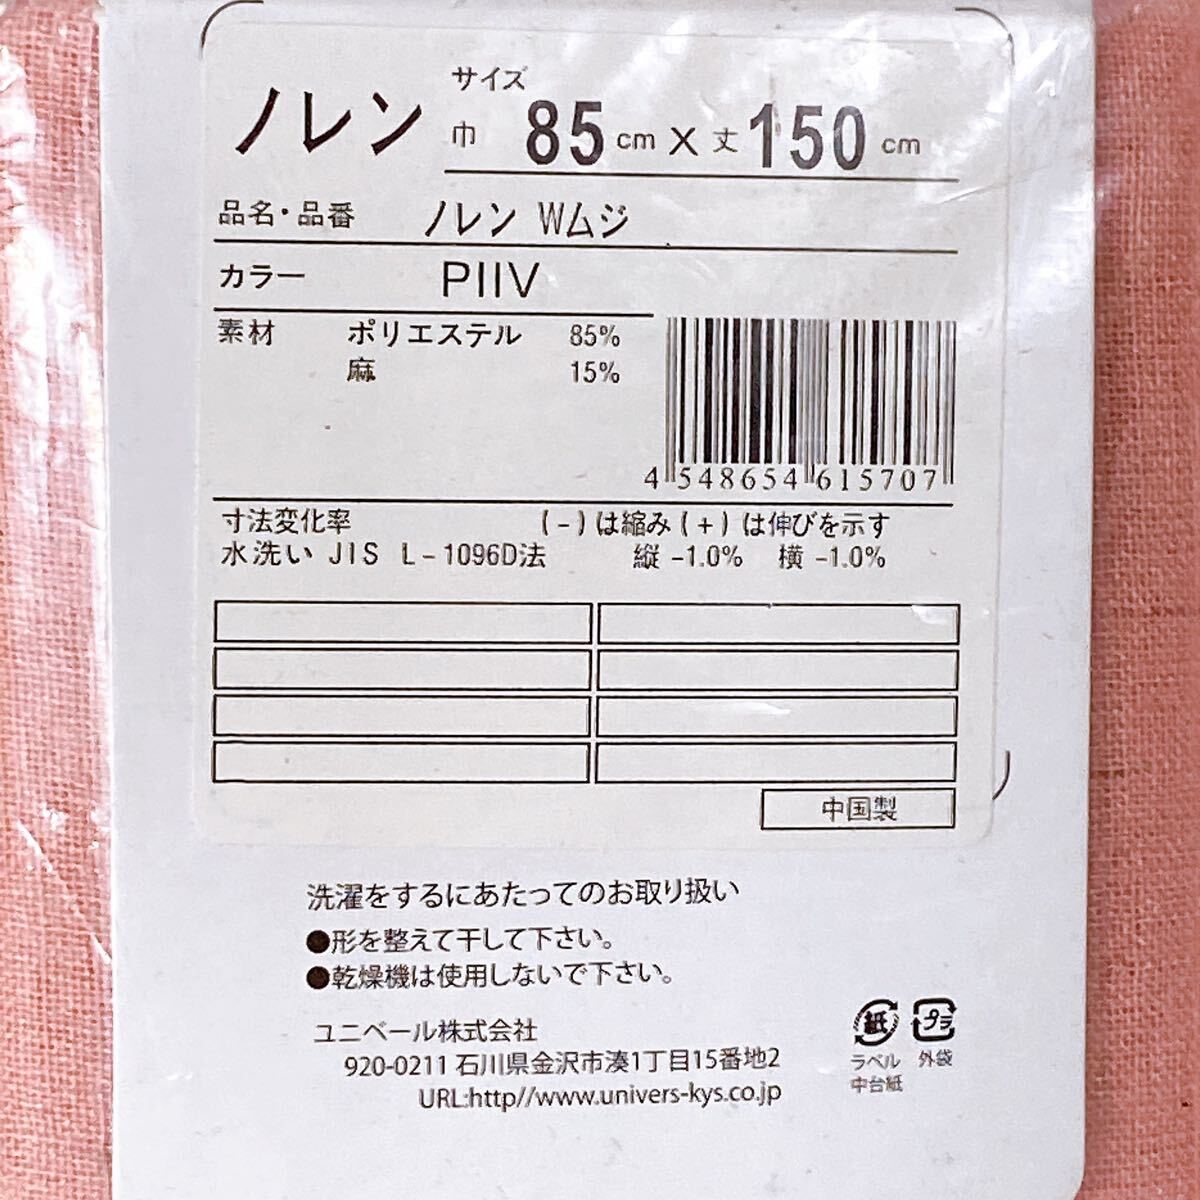 ノレン サイズ 巾 85cm × 丈 150cm
品名・品番 ノレン Wムジ
カラー PIIV
素材 ポリエステル 85%
麻 15%
4 548654 615707
寸法変化率 (-)は縮み(+)は伸びを示す
水洗い JIS L-1096D法 縦 -1.0% 横 -1.0%
中国製
洗濯をするにあたってのお取り扱い
●形を整えて干して下さい。
●乾燥機は使用しないで下さい。
ユニベール株式会社
920-0211 石川県金沢市湊1丁目15番地2
URL:http//www.univers-kys.co.jp
紙 プラ
ラベル 外袋
中台紙